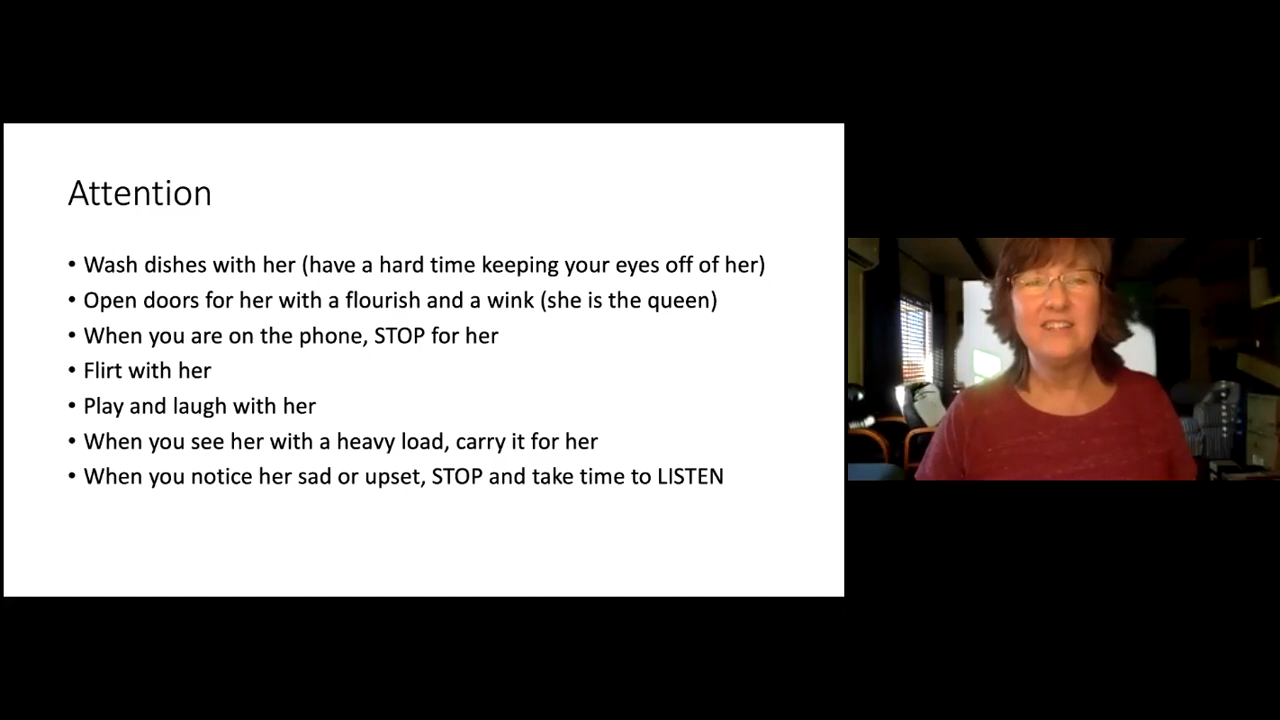 Attention
• Wash dishes with her (have a hard time keeping your eyes off of her)
• Open doors for her with a flourish and a wink (she is the queen)
• When you are on the phone, STOP for her
• Flirt with her
• Play and laugh with her
• When you see her with a heavy load, carry it for her
• When you notice her sad or upset, STOP and take time to LISTEN